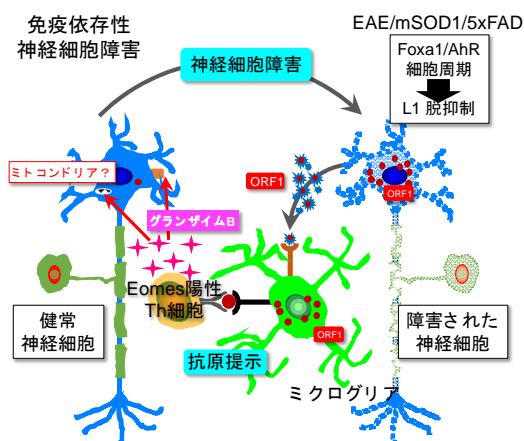 免疫依存性
神経細胞障害
神経細胞障害
EAE/mSOD1/5xFAD
Foxa1/AhR
細胞周期
L1 脱抑制
ミトコンドリア？
ORF1
ORF1
グランザイムB
Eomes陽性
Th細胞
健常
神経細胞
抗原提示
ORF1
ミクログリア
障害された
神経細胞